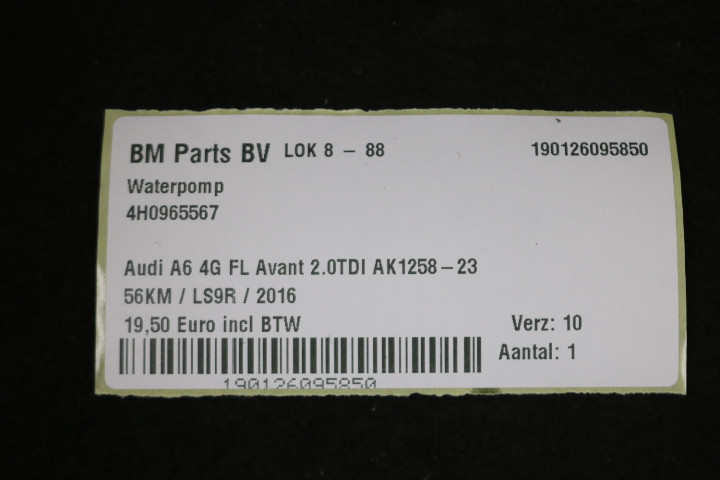 BM Parts BV LOK 8 - 88 190126095850
Waterpomp
4H0965567
Audi A6 4G FL Avant 2.0TDI AK1258-23
56KM / LS9R / 2016
19,50 Euro incl BTW Verz: 10
Aantal: 1
190126095850